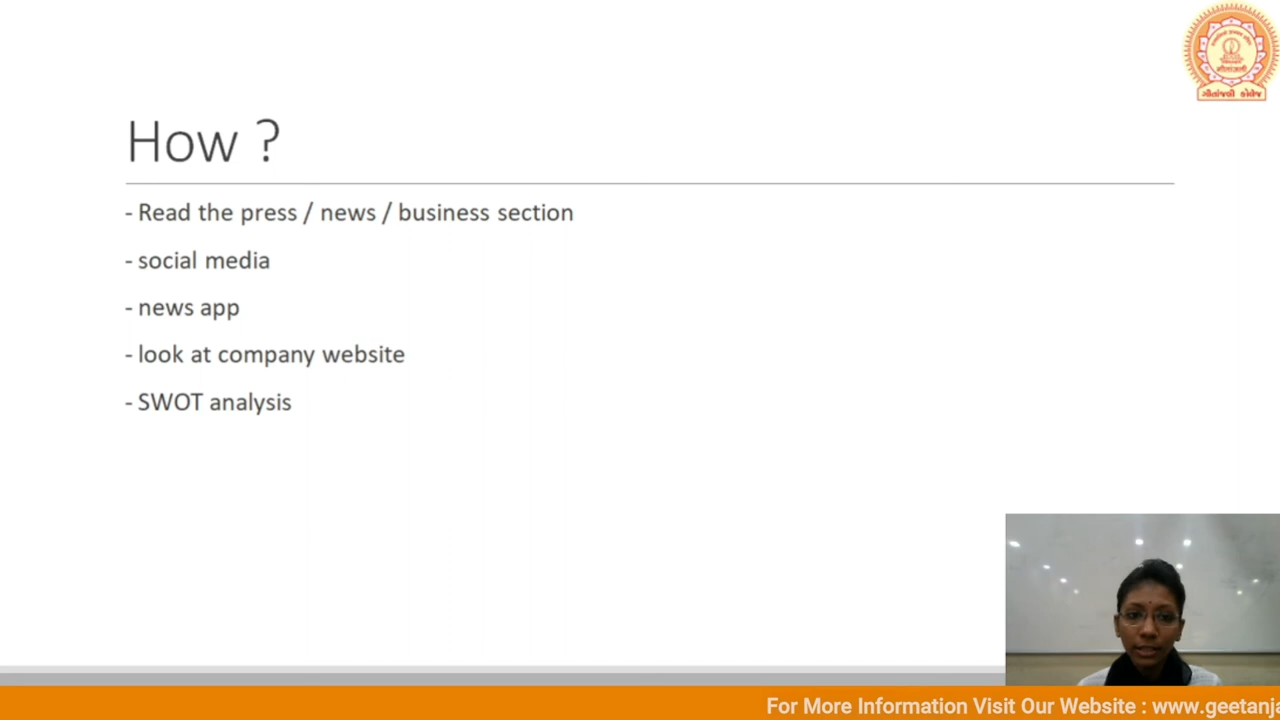 How ?
- Read the press / news / business section
- social media
- news app
- look at company website
- SWOT analysis
ગીતાંજલી કોલેજ
For More Information Visit Our Website : www.geetanja